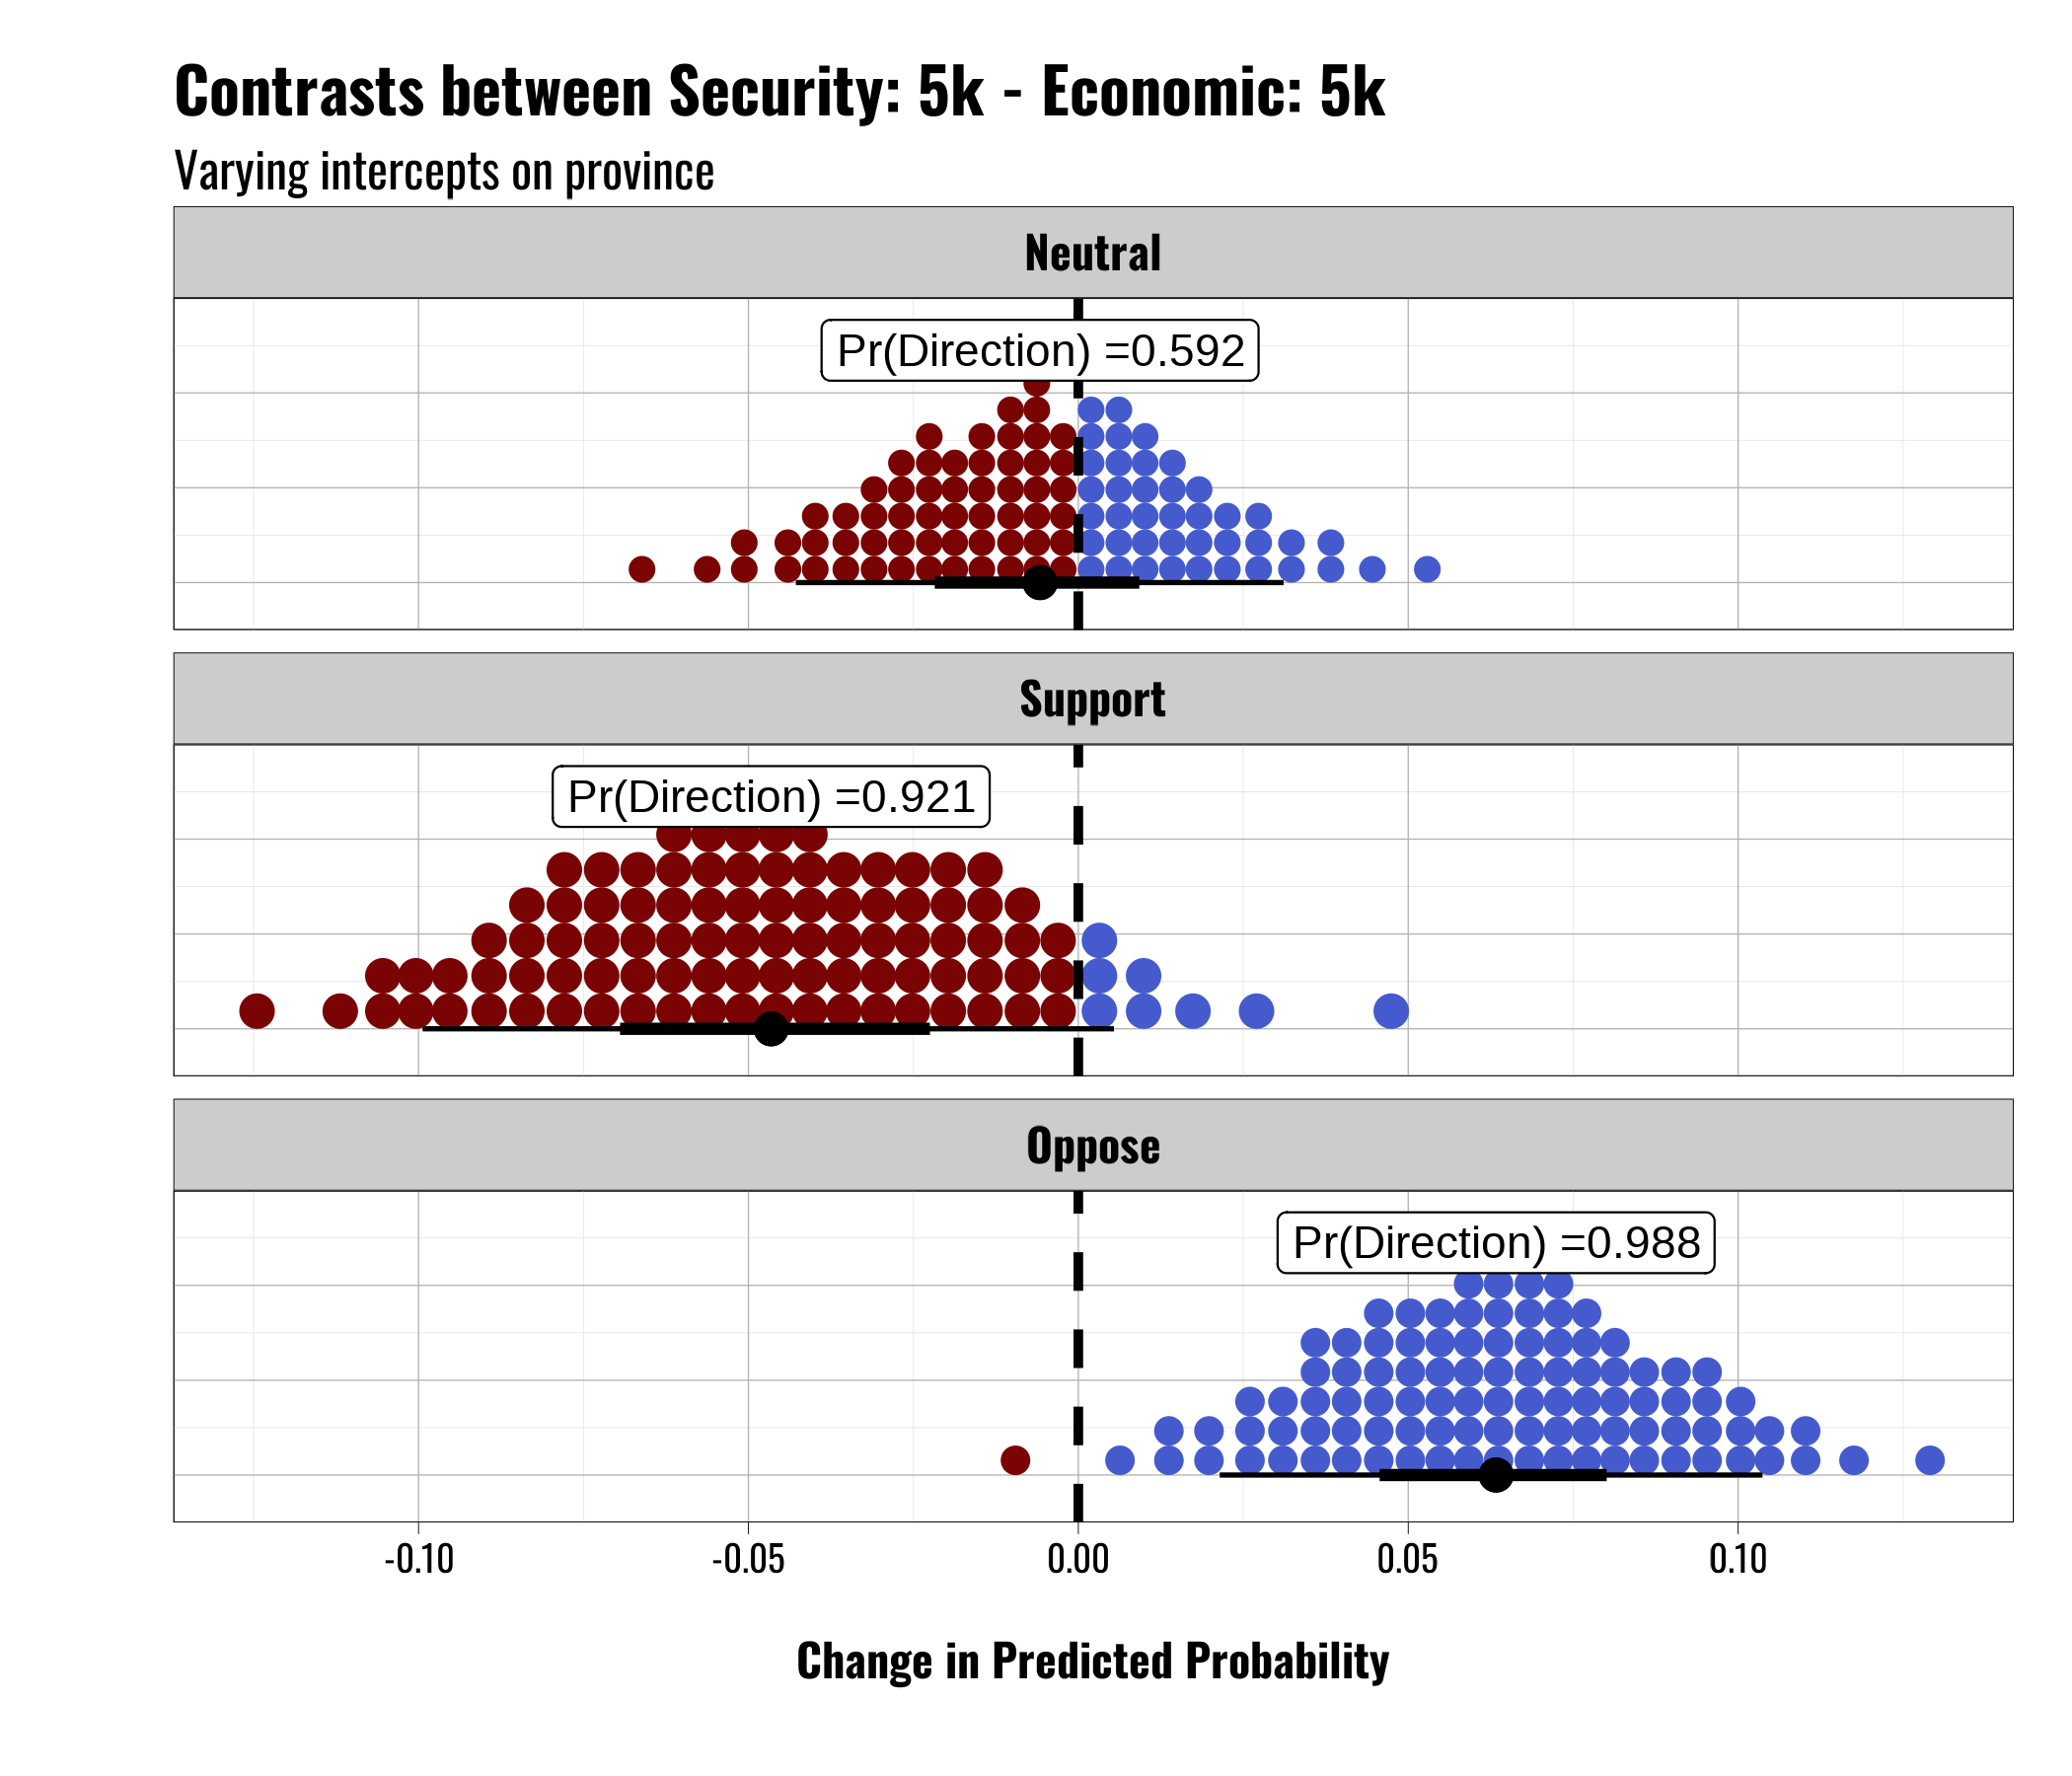 Contrasts between Security: 5k - Economic: 5k
Varying intercepts on province
Neutral
Pr(Direction) =0.592
Support
Pr(Direction) =0.921
Oppose
Pr(Direction) =0.988
-0.10 -0.05 0.00 0.05 0.10
Change in Predicted Probability